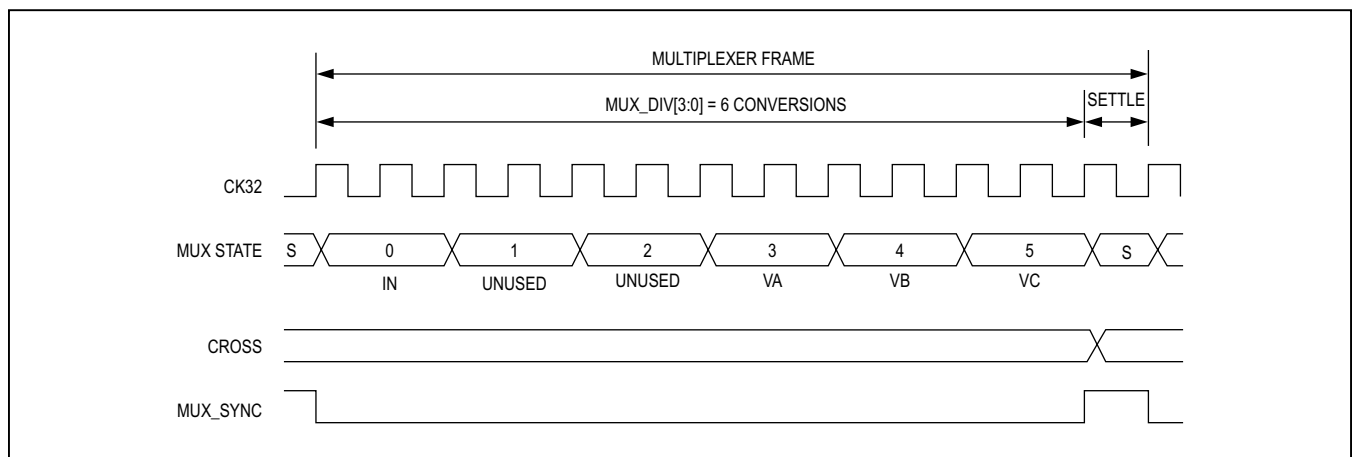 MULTIPLEXER FRAME
MUX_DIV[3:0] = 6 CONVERSIONS
SETTLE
CK32
MUX STATE S 0 1 2 3 4 5 S
IN UNUSED UNUSED VA VB VC
CROSS
MUX_SYNC